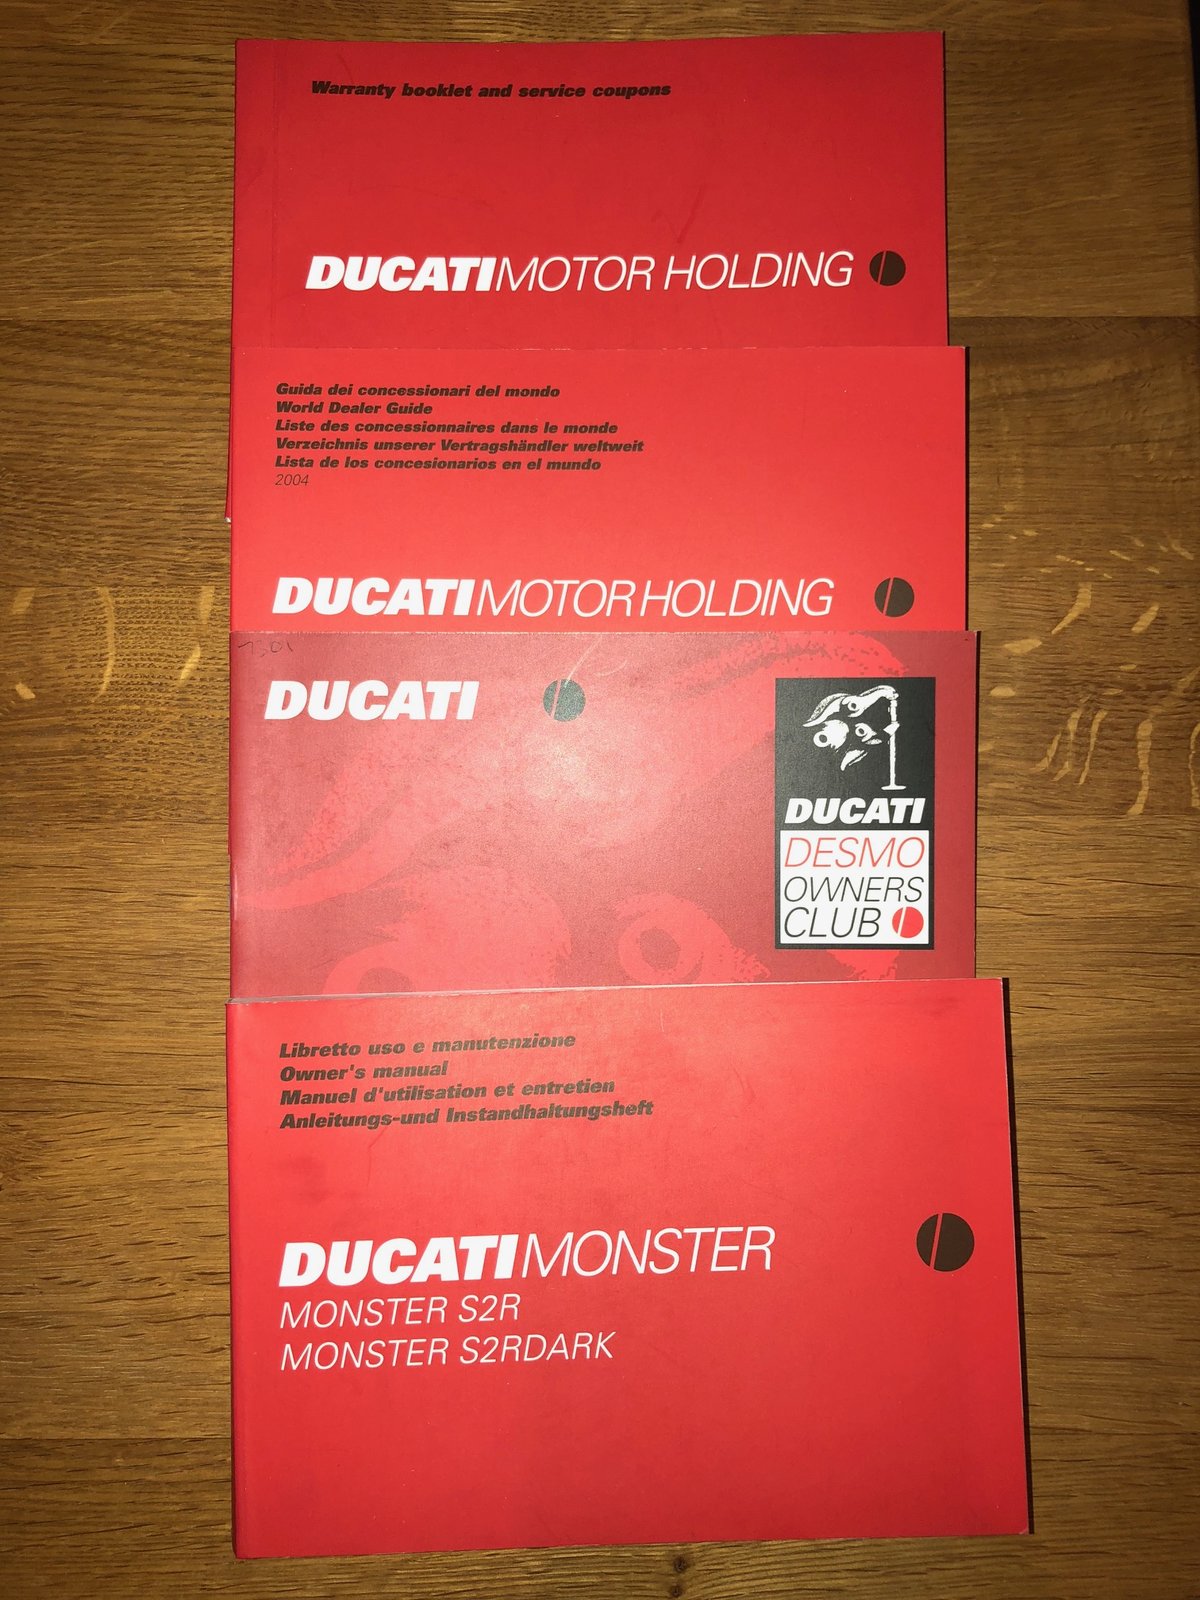 Warranty booklet and service coupons
DUCATIMOTOR HOLDING
Guida dei concessionari del mondo
World Dealer Guide
Liste des concessionnaires dans le monde
Verzeichnis unserer Vertragshändler weltweit
Lista de los concesionarios en el mundo
2004
DUCATIMOTORHOLDING
DUCATI
DUCATI
DESMO
OWNERS
CLUB
Libretto uso e manutenzione
Owner's manual
Manuel d'utilisation et entretien
Anleitungs-und Instandhaltungsheft
DUCATIMONSTER
MONSTER S2R
MONSTER S2RDARK